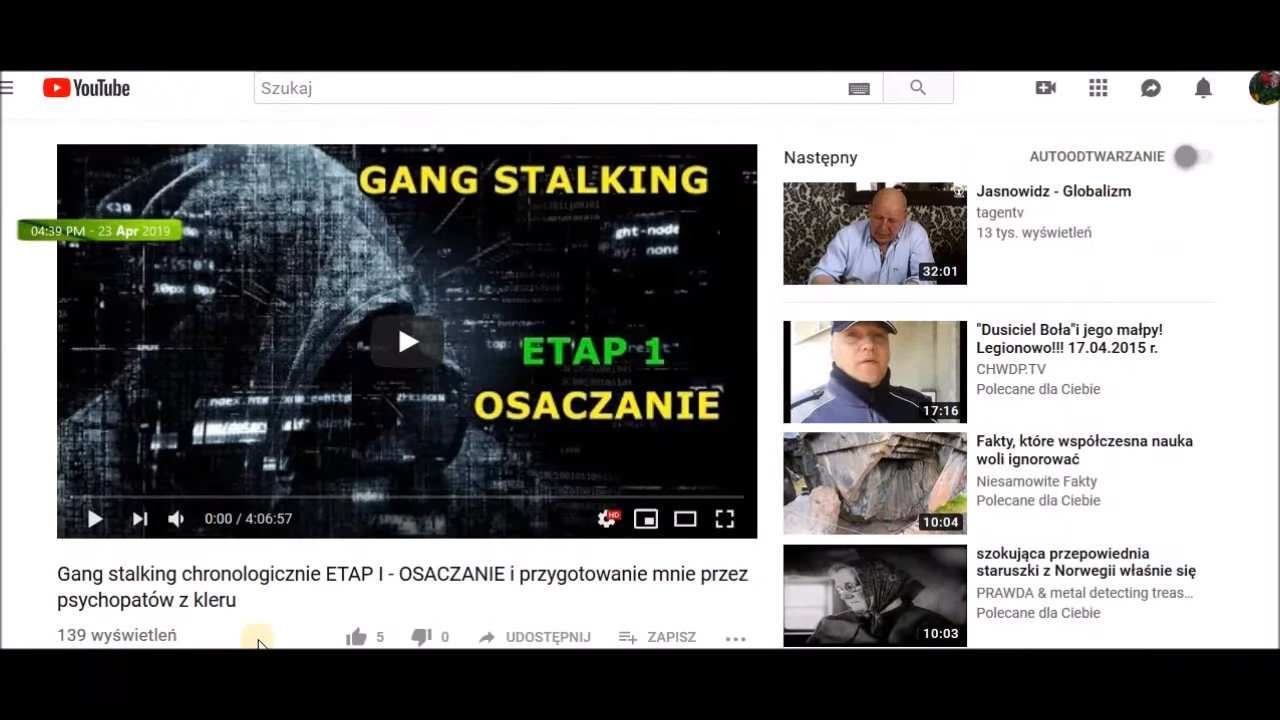 YouTube
Szukaj
GANG STALKING
04:39 PM - 23 Apr 2019
ETAP 1
OSACZANIE
0:00 / 4:06:57
HD
Gang stalking chronologicznie ETAP I - OSACZANIE i przygotowanie mnie przez
psychopatów z kleru
139 wyświetleń
5
0
UDOSTĘPNIJ
ZAPISZ
Następny
AUTOODTWARZANIE
Jasnowidz - Globalizm
tagentv
13 tys. wyświetleń
32:01
"Dusiciel Boła"i jego małpy!
Legionowo!!! 17.04.2015 r.
CHWDP.TV
Polecane dla Ciebie
17:16
Fakty, które współczesna nauka
woli ignorować
Niesamowite Fakty
Polecane dla Ciebie
10:04
szokująca przepowiednia
staruszki z Norwegii właśnie się
PRAWDA & metal detecting treas...
Polecane dla Ciebie
10:03